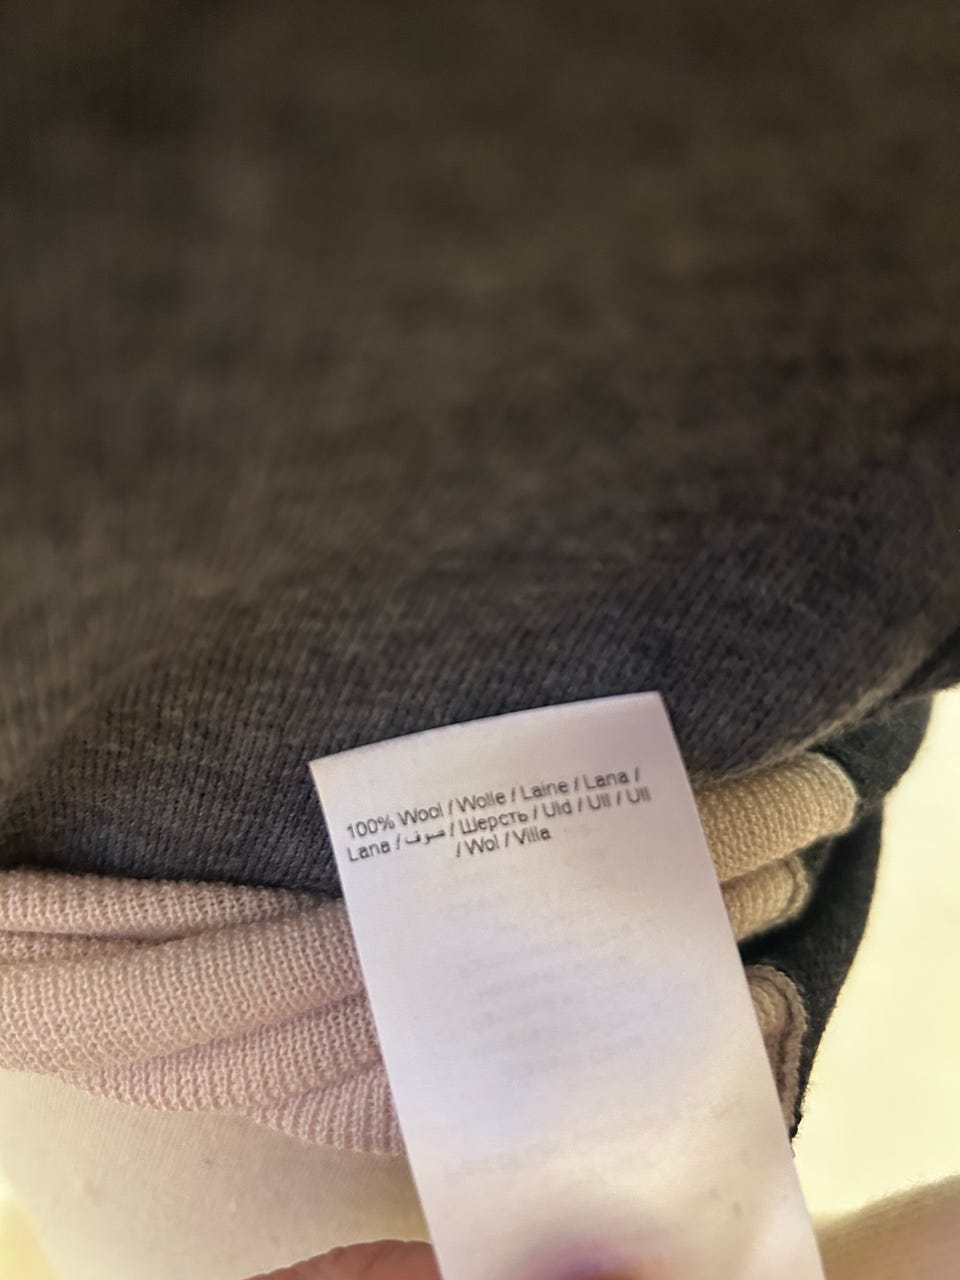 100% Wool / Wolle / Laine / Lana /
Lana / صوف / Шерсть / Uld / Ull / Ull
/ Wol / Villa